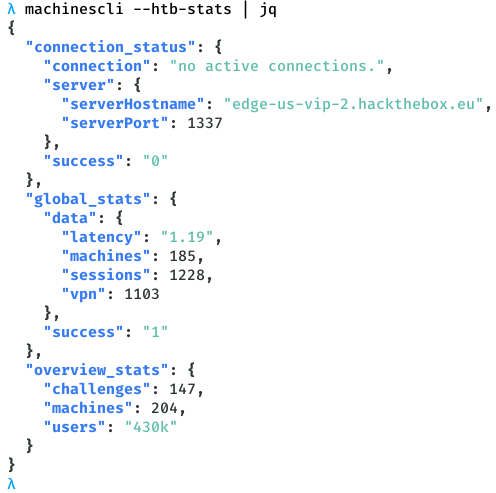 λ machinescli --htb-stats | jq
{
  "connection_status": {
    "connection": "no active connections.",
    "server": {
      "serverHostname": "edge-us-vip-2.hackthebox.eu",
      "serverPort": 1337
    },
    "success": "0"
  },
  "global_stats": {
    "data": {
      "latency": "1.19",
      "machines": 185,
      "sessions": 1228,
      "vpn": 1103
    },
    "success": "1"
  },
  "overview_stats": {
    "challenges": 147,
    "machines": 204,
    "users": "430k"
  }
}
λ